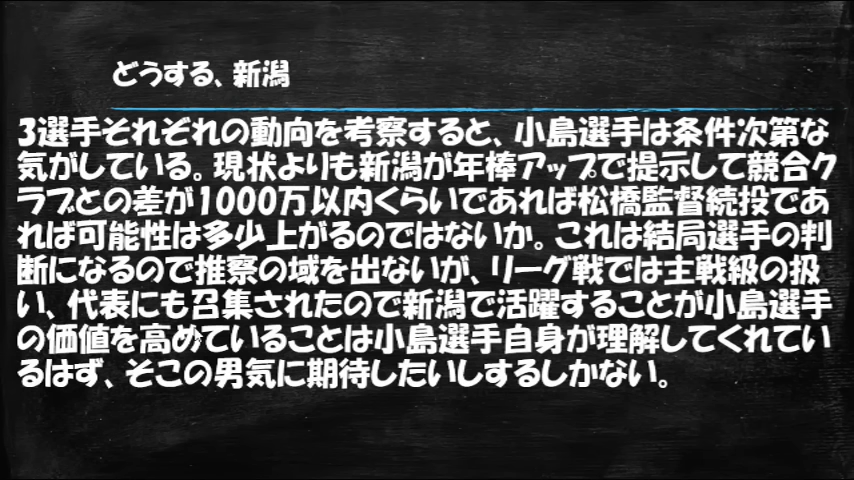 どうする、新潟
3選手それぞれの動向を考察すると、小島選手は条件次第な
気がしている。現状よりも新潟が年棒アップで提示して競合ク
ラブとの差が1000万以内くらいであれば松橋監督続投であ
れば可能性は多少上がるのではないか。これは結局選手の判
断になるので推察の域を出ないが、リーグ戦では主戦級の扱
い、代表にも召集されたので新潟で活躍することが小島選手
の価値を高めていることは小島選手自身が理解してくれてい
るはず、そこの男気に期待したいしするしかない。